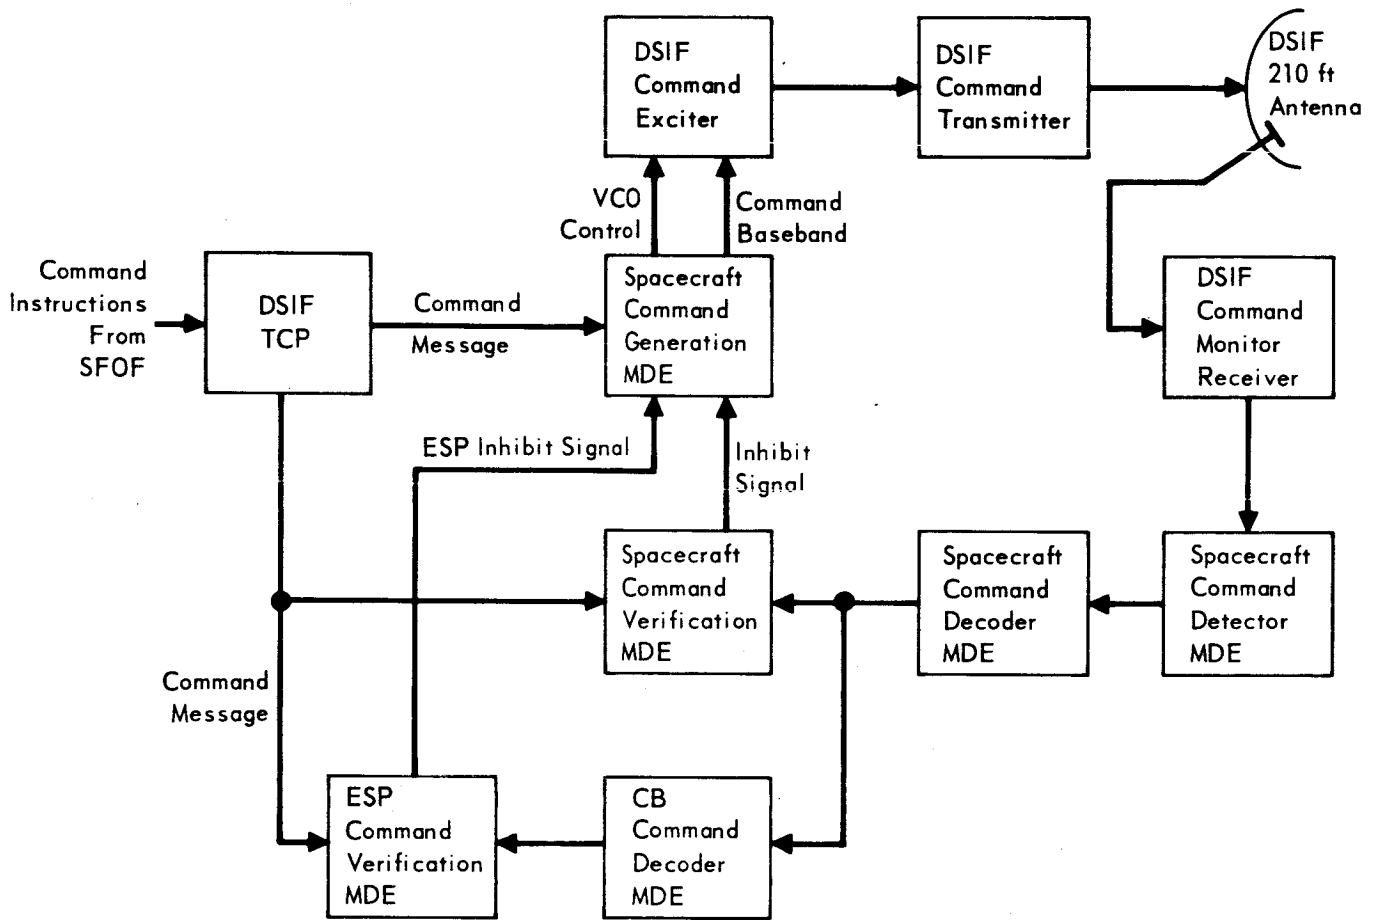 DSIF
Command
Exciter
DSIF
Command
Transmitter
DSIF
210 ft
Antenna
VCO
Control
Command
Baseband
Command
Instructions
From
SFOF
DSIF
TCP
Command
Message
Spacecraft
Command
Generation
MDE
DSIF
Command
Monitor
Receiver
ESP Inhibit Signal
Inhibit
Signal
Spacecraft
Command
Verification
MDE
Spacecraft
Command
Decoder
MDE
Spacecraft
Command
Detector
MDE
Command
Message
ESP
Command
Verification
MDE
CB
Command
Decoder
MDE